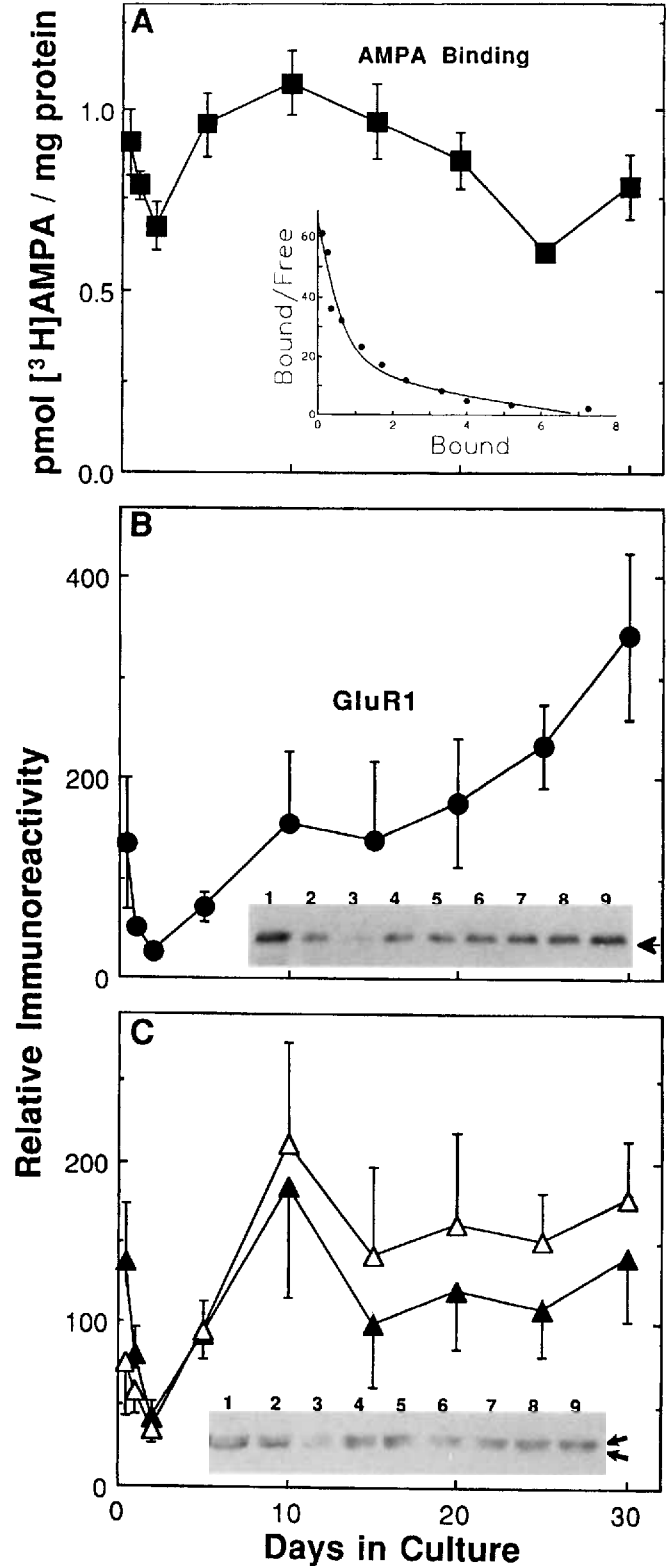 A
AMPA Binding
pmol [³H]AMPA / mg protein
1.0
0.5
0.0
Bound/Free
60
40
20
0
0 2 4 6 8
Bound
B
GluR1
400
200
0
1 2 3 4 5 6 7 8 9
Relative Immunoreactivity
C
200
100
0
1 2 3 4 5 6 7 8 9
0 10 20 30
Days in Culture